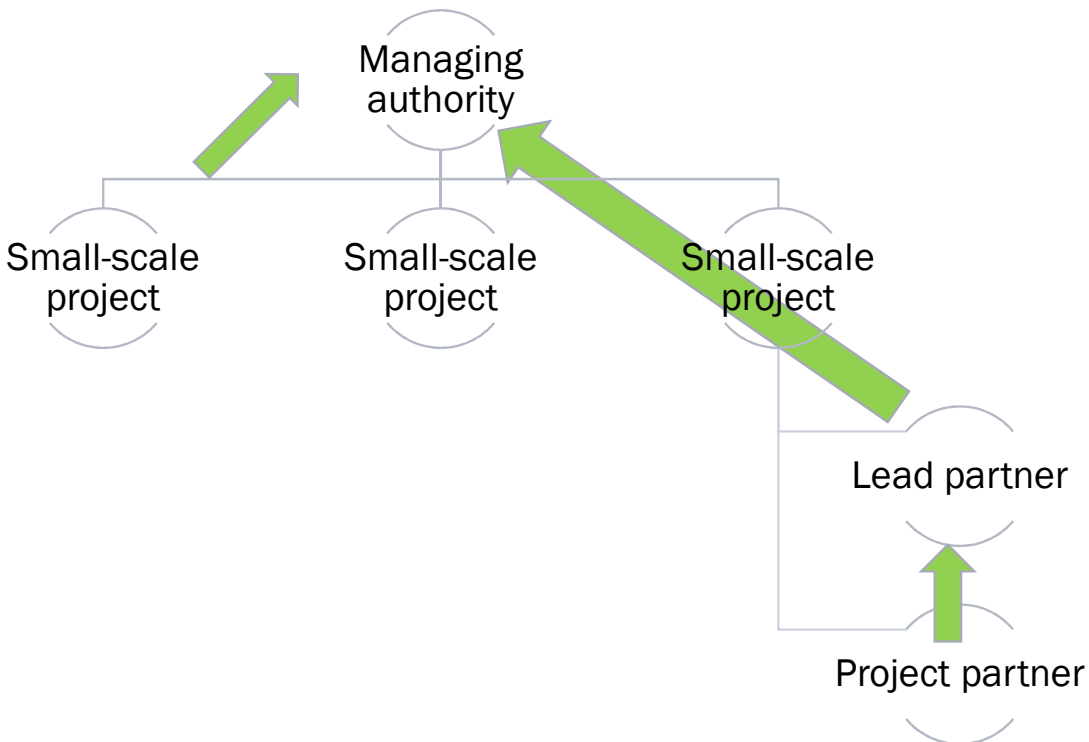 Managing
authority
Small-scale
project
Small-scale
project
Small-scale
project
Lead partner
Project partner